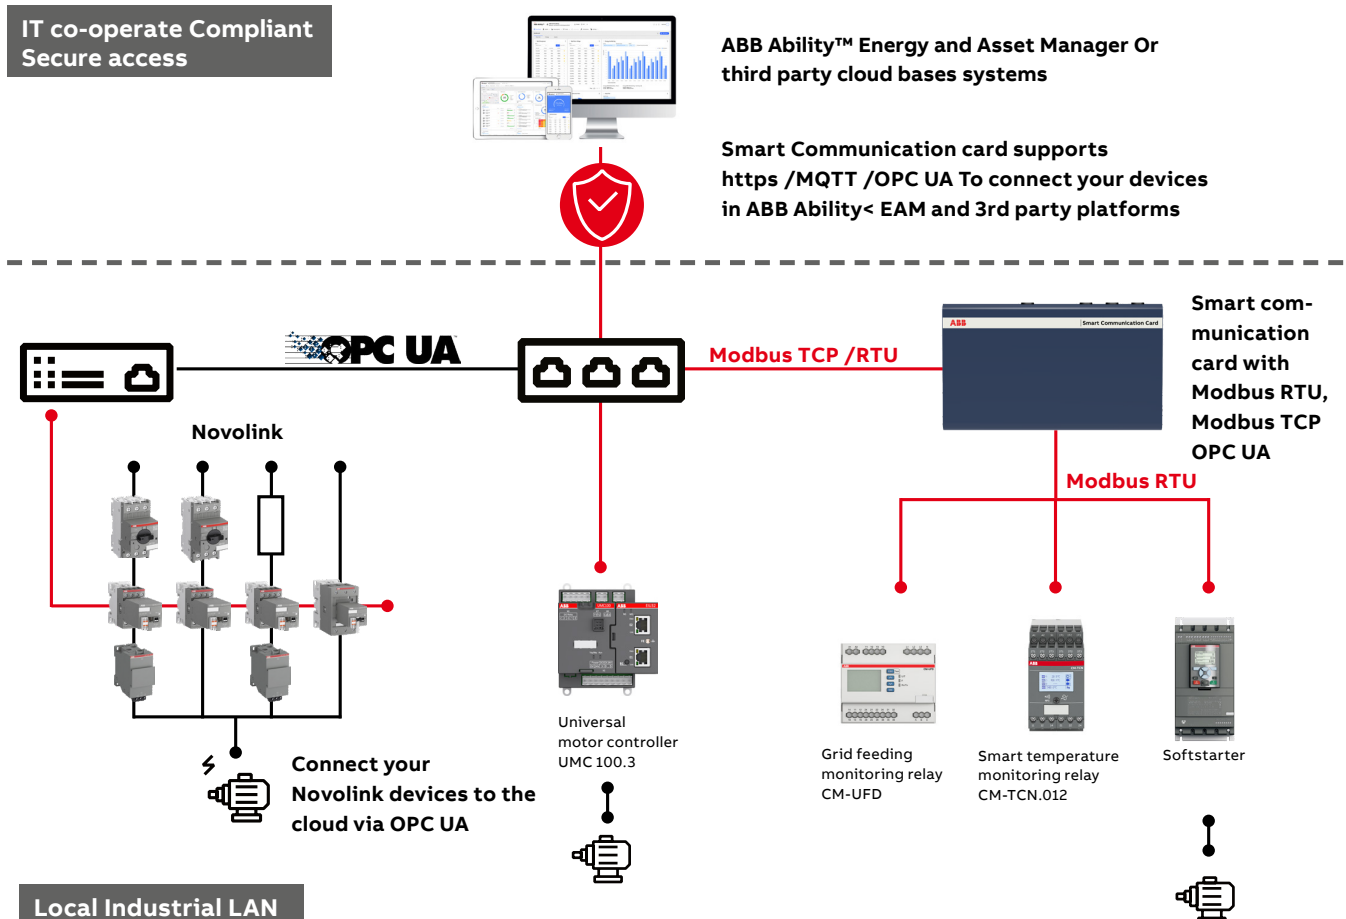 IT co-operate Compliant
Secure access
ABB Ability™ Energy and Asset Manager Or
third party cloud bases systems
Smart Communication card supports
https /MQTT /OPC UA To connect your devices
in ABB Ability< EAM and 3rd party platforms
OPC UA
Modbus TCP /RTU
ABB
Smart Communication Card
Smart com-
munication
card with
Modbus RTU,
Modbus TCP
OPC UA
Novolink
Modbus RTU
Universal
motor controller
UMC 100.3
Grid feeding
monitoring relay
CM-UFD
Smart temperature
monitoring relay
CM-TCN.012
Softstarter
Connect your
Novolink devices to the
cloud via OPC UA
Local Industrial LAN